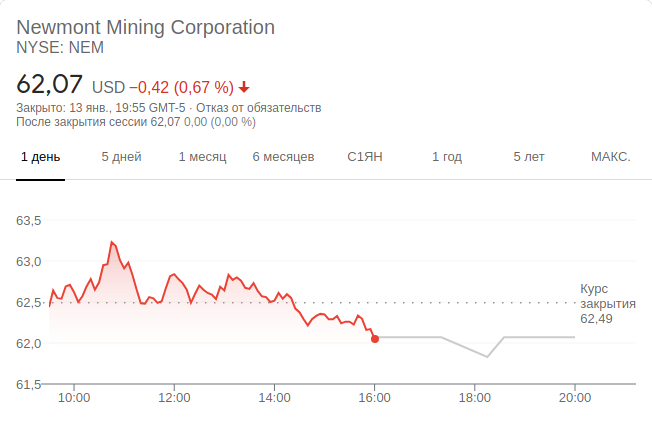 Newmont Mining Corporation
NYSE: NEM
62,07 USD −0,42 (0,67 %)
Закрыто: 13 янв., 19:55 GMT-5 · Отказ от обязательств
После закрытия сессии 62,07 0,00 (0,00 %)
1 день 5 дней 1 месяц 6 месяцев С1ЯН 1 год 5 лет МАКС.
63,5
63,0
62,5
62,0
61,5
Курс
закрытия
62,49
10:00 12:00 14:00 16:00 18:00 20:00